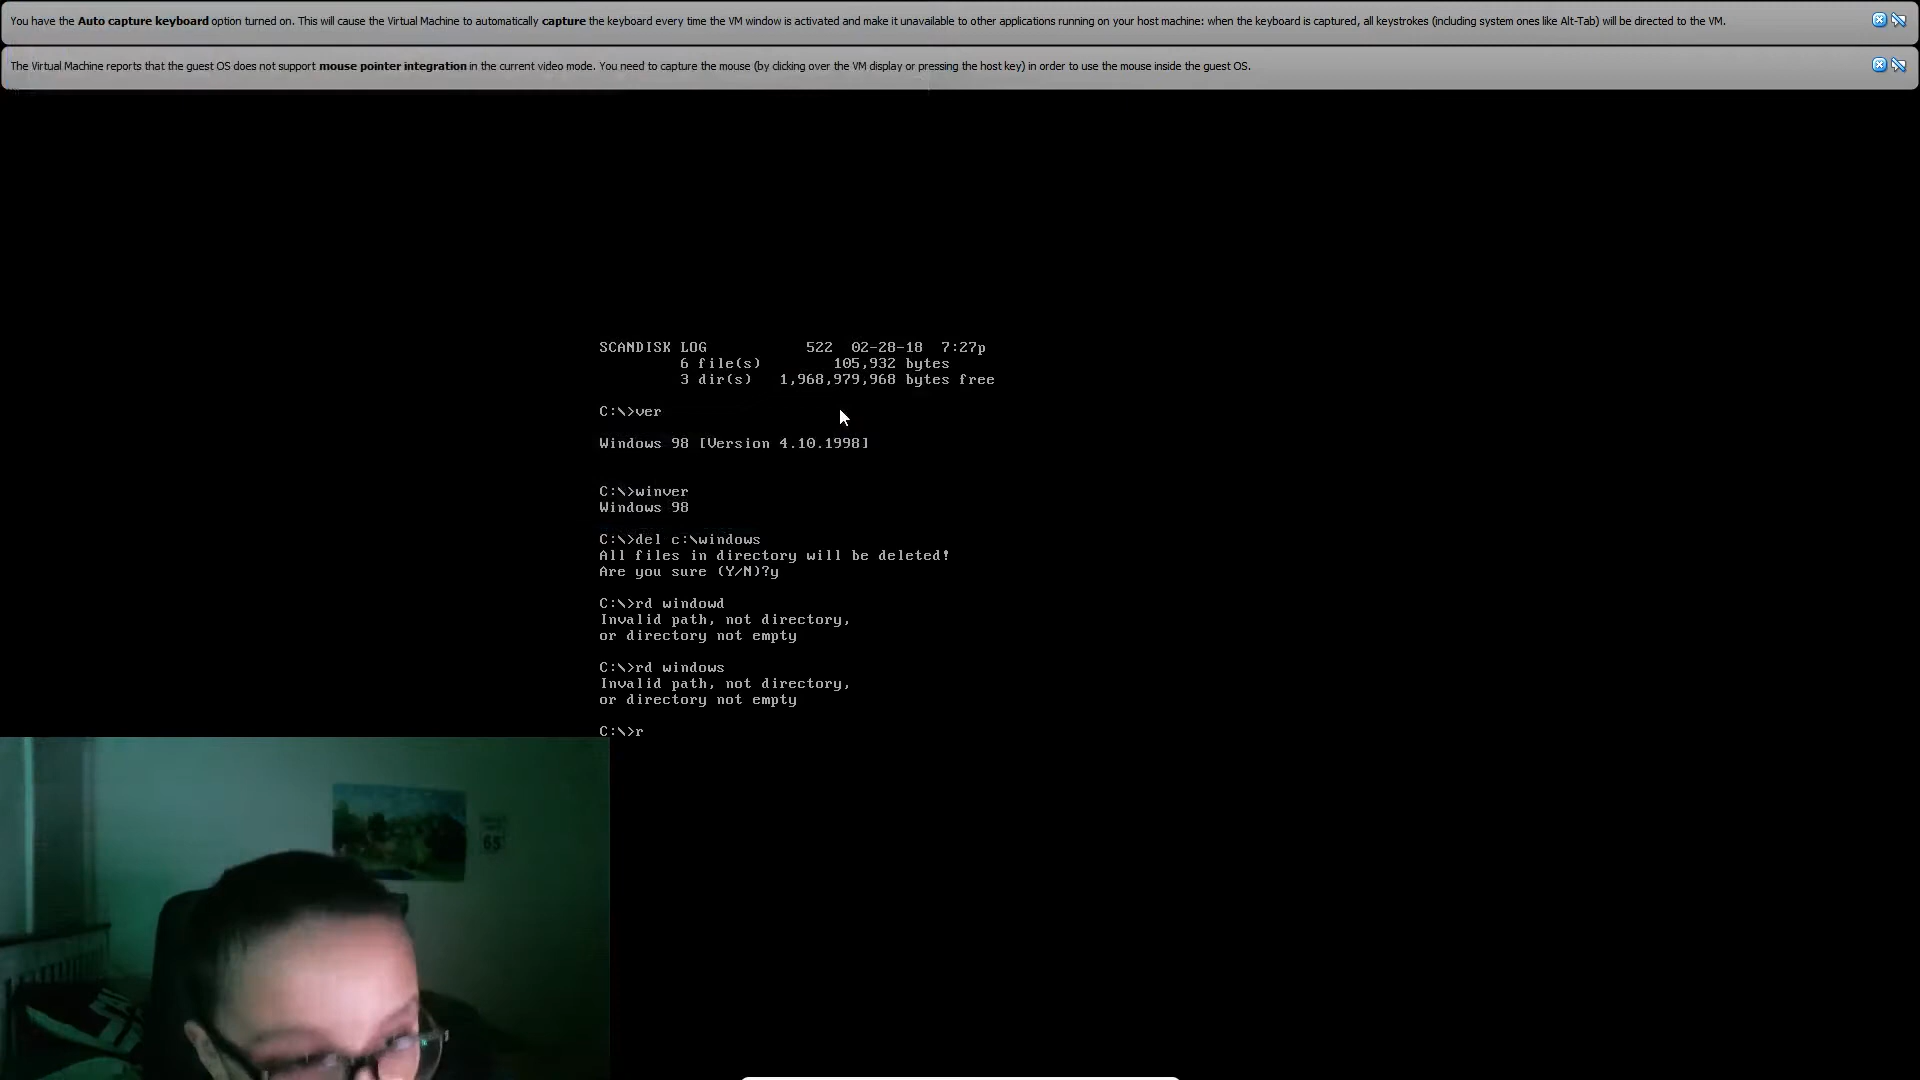 You have the Auto capture keyboard option turned on. This will cause the Virtual Machine to automatically capture the keyboard every time the VM window is activated and make it unavailable to other applications running on your host machine: when the keyboard is captured, all keystrokes (including system ones like Alt-Tab) will be directed to the VM.
The Virtual Machine reports that the guest OS does not support mouse pointer integration in the current video mode. You need to capture the mouse (by clicking over the VM display or pressing the host key) in order to use the mouse inside the guest OS.
SCANDISK LOG 522 02-28-18 7:27p
6 file(s) 105,932 bytes
3 dir(s) 1,968,979,968 bytes free
C:\>ver
Windows 98 [Version 4.10.1998]
C:\>winver
Windows 98
C:\>del c:\windows
All files in directory will be deleted!
Are you sure (Y/N)?y
C:\>rd windowd
Invalid path, not directory,
or directory not empty
C:\>rd windows
Invalid path, not directory,
or directory not empty
C:\>r
65